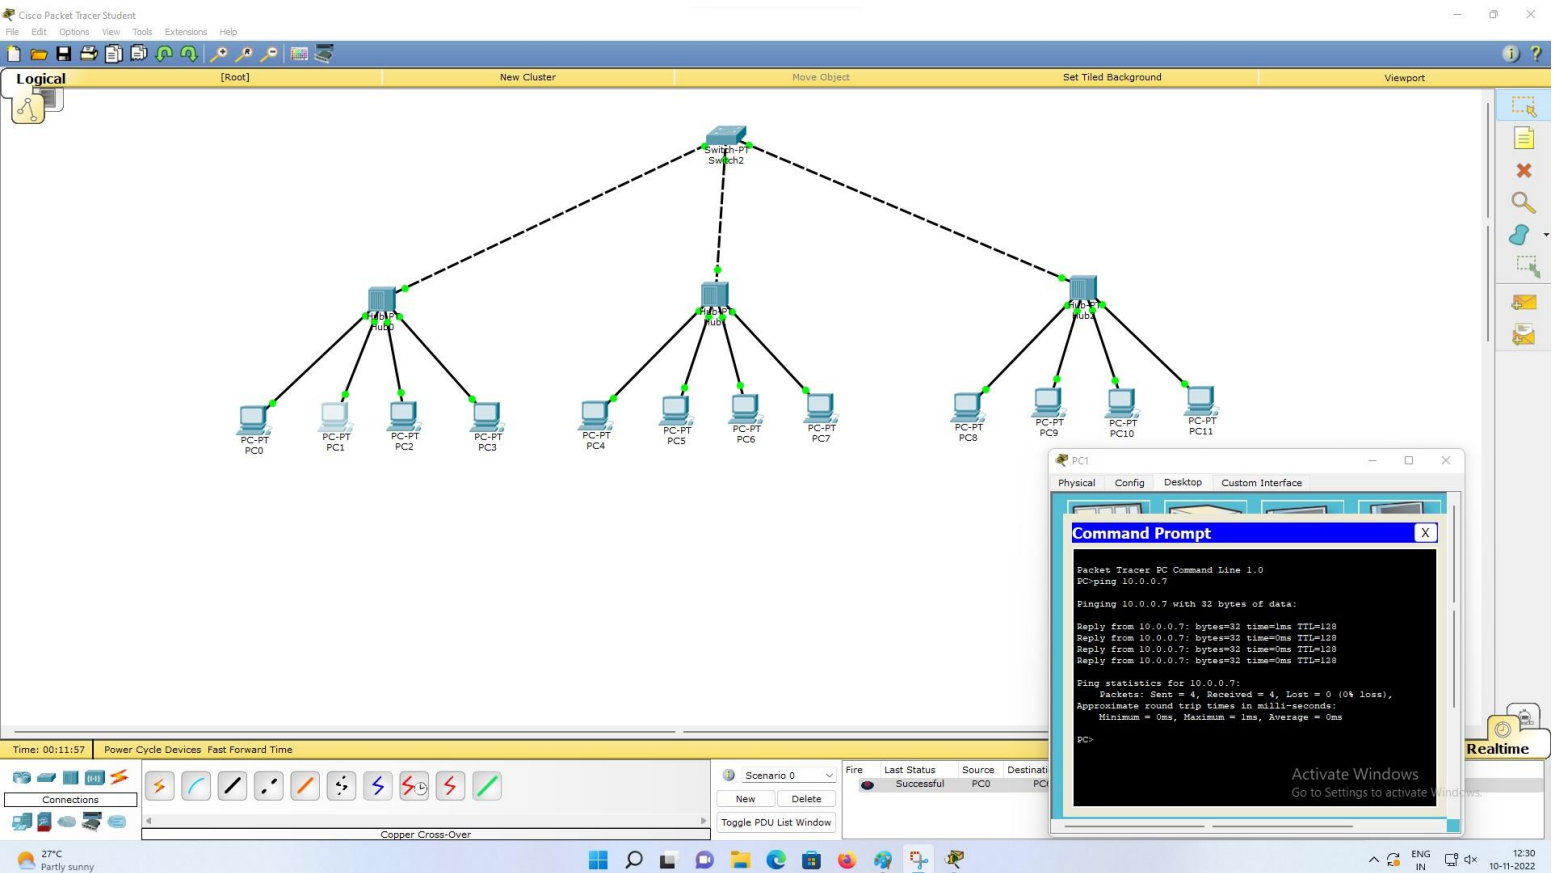 Cisco Packet Tracer Student
File Edit Options View Tools Extensions Help
Logical [Root] New Cluster Move Object Set Tiled Background Viewport
Switch-PT
Switch2
Hub-PT
Hub0
Hub-PT
Hub1
Hub-PT
Hub2
PC-PT
PC0
PC-PT
PC1
PC-PT
PC2
PC-PT
PC3
PC-PT
PC4
PC-PT
PC5
PC-PT
PC6
PC-PT
PC7
PC-PT
PC8
PC-PT
PC9
PC-PT
PC10
PC-PT
PC11
PC1
Physical Config Desktop Custom Interface
Command Prompt X
Packet Tracer PC Command Line 1.0
PC>ping 10.0.0.7
Pinging 10.0.0.7 with 32 bytes of data:
Reply from 10.0.0.7: bytes=32 time=1ms TTL=128
Reply from 10.0.0.7: bytes=32 time=0ms TTL=128
Reply from 10.0.0.7: bytes=32 time=0ms TTL=128
Reply from 10.0.0.7: bytes=32 time=0ms TTL=128
Ping statistics for 10.0.0.7:
Packets: Sent = 4, Received = 4, Lost = 0 (0% loss),
Approximate round trip times in milli-seconds:
Minimum = 0ms, Maximum = 1ms, Average = 0ms
PC>
Activate Windows
Go to Settings to activate Windows.
Time: 00:11:57 Power Cycle Devices Fast Forward Time
Realtime
Connections
Copper Cross-Over
Scenario 0
New Delete
Toggle PDU List Window
Fire Last Status Source Destinati
Successful PC0
27°C
Partly sunny
ENG
IN
12:30
10-11-2022